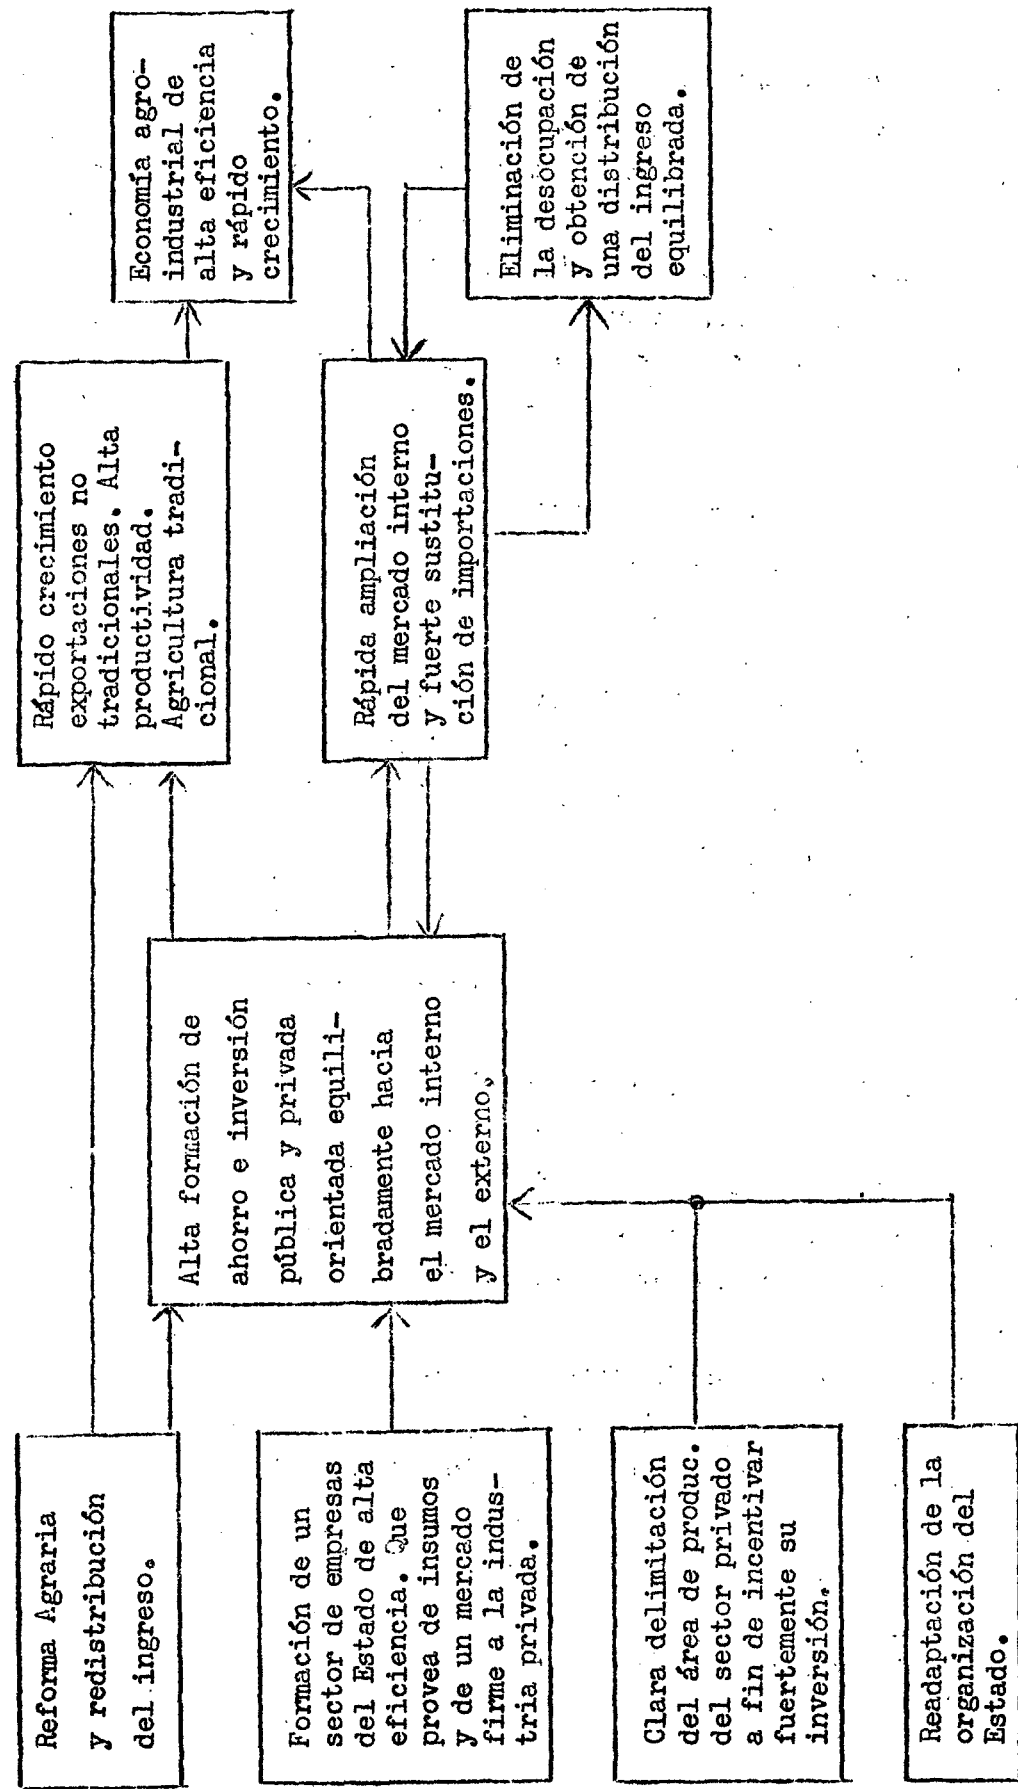 Reforma Agraria
y redistribución
del ingreso.
Formación de un
sector de empresas
del Estado de alta
eficiencia. Que
provea de insumos
y de un mercado
firme a la indus-
tria privada.
Clara delimitación
del área de produc.
del sector privado
a fin de incentivar
fuertemente su
inversión.
Readaptación de la
organización del
Estado.
Alta formación de
ahorro e inversión
pública y privada
orientada equili-
bradamente hacia
el mercado interno
y el externo.
Rápido crecimiento
exportaciones no
tradicionales. Alta
productividad.
Agricultura tradi-
cional.
Rápida ampliación
del mercado interno
y fuerte sustitu-
ción de importaciones.
Economía agro-
industrial de
alta eficiencia
y rápido
crecimiento.
Eliminación de
la desocupación
y obtención de
una distribución
del ingreso
equilibrada.